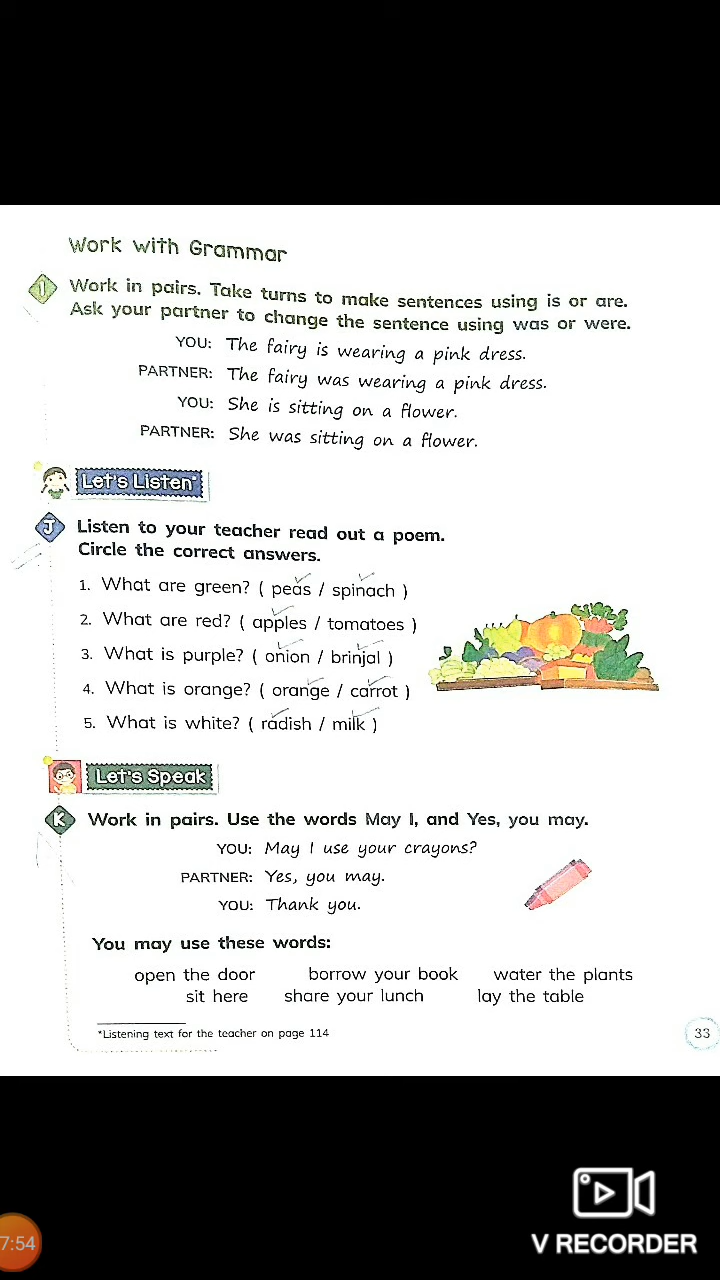 Work with Grammar
I Work in pairs. Take turns to make sentences using is or are.
Ask your partner to change the sentence using was or were.
YOU: The fairy is wearing a pink dress.
PARTNER: The fairy was wearing a pink dress.
YOU: She is sitting on a flower.
PARTNER: She was sitting on a flower.
Let's Listen*
J Listen to your teacher read out a poem.
Circle the correct answers.
1. What are green? ( peas / spinach )
2. What are red? ( apples / tomatoes )
3. What is purple? ( onion / brinjal )
4. What is orange? ( orange / carrot )
5. What is white? ( radish / milk )
Let's Speak
K Work in pairs. Use the words May I, and Yes, you may.
YOU: May I use your crayons?
PARTNER: Yes, you may.
YOU: Thank you.
You may use these words:
open the door borrow your book water the plants
sit here share your lunch lay the table
*Listening text for the teacher on page 114
33
7:54
V RECORDER